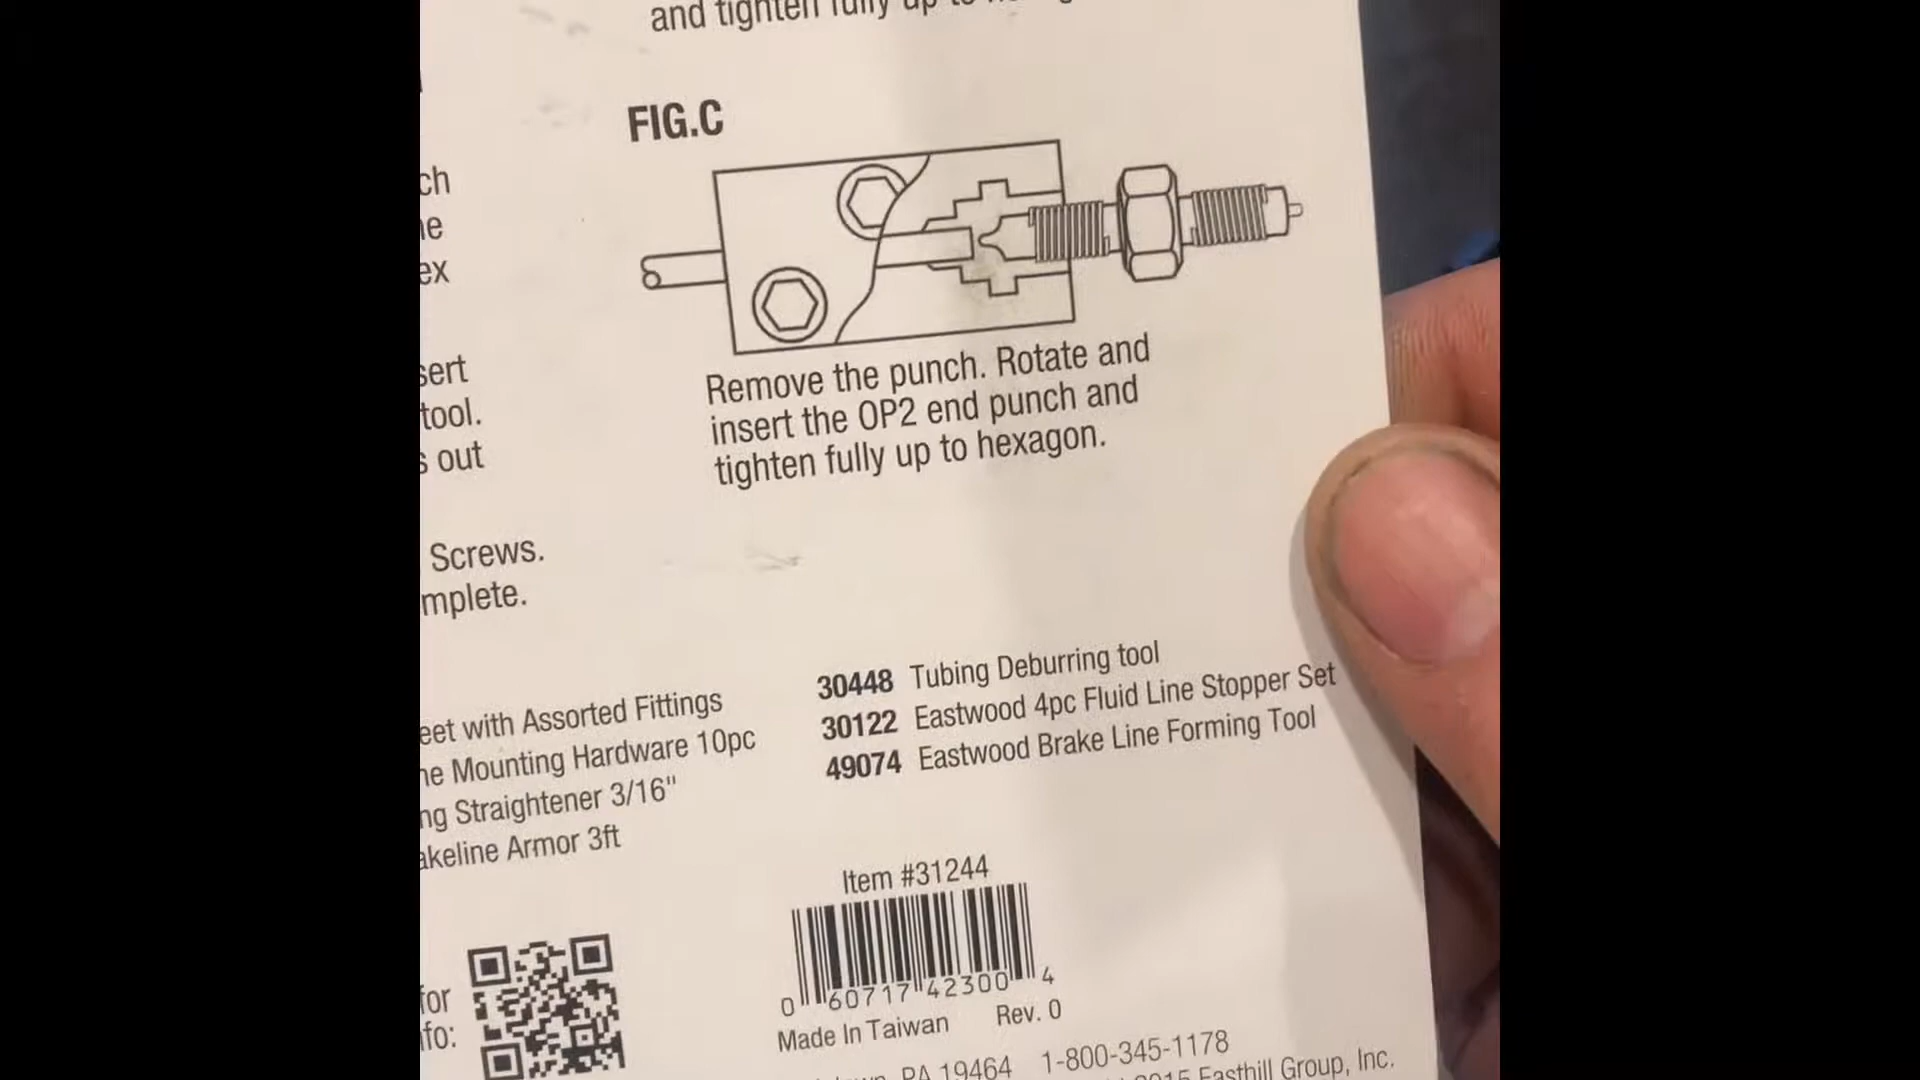 and tighten fully up to
FIG.C
ch
ne
ex
Remove the punch. Rotate and
insert the OP2 end punch and
tighten fully up to hexagon.
sert
tool.
s out
Screws.
mplete.
eet with Assorted Fittings
ne Mounting Hardware 10pc
ng Straightener 3/16"
akeline Armor 3ft
30448 Tubing Deburring tool
30122 Eastwood 4pc Fluid Line Stopper Set
49074 Eastwood Brake Line Forming Tool
Item #31244
0 60717 42300 4
Made In Taiwan Rev. 0
for
nfo:
PA 19464 1-800-345-1178
2015 Easthill Group, Inc.